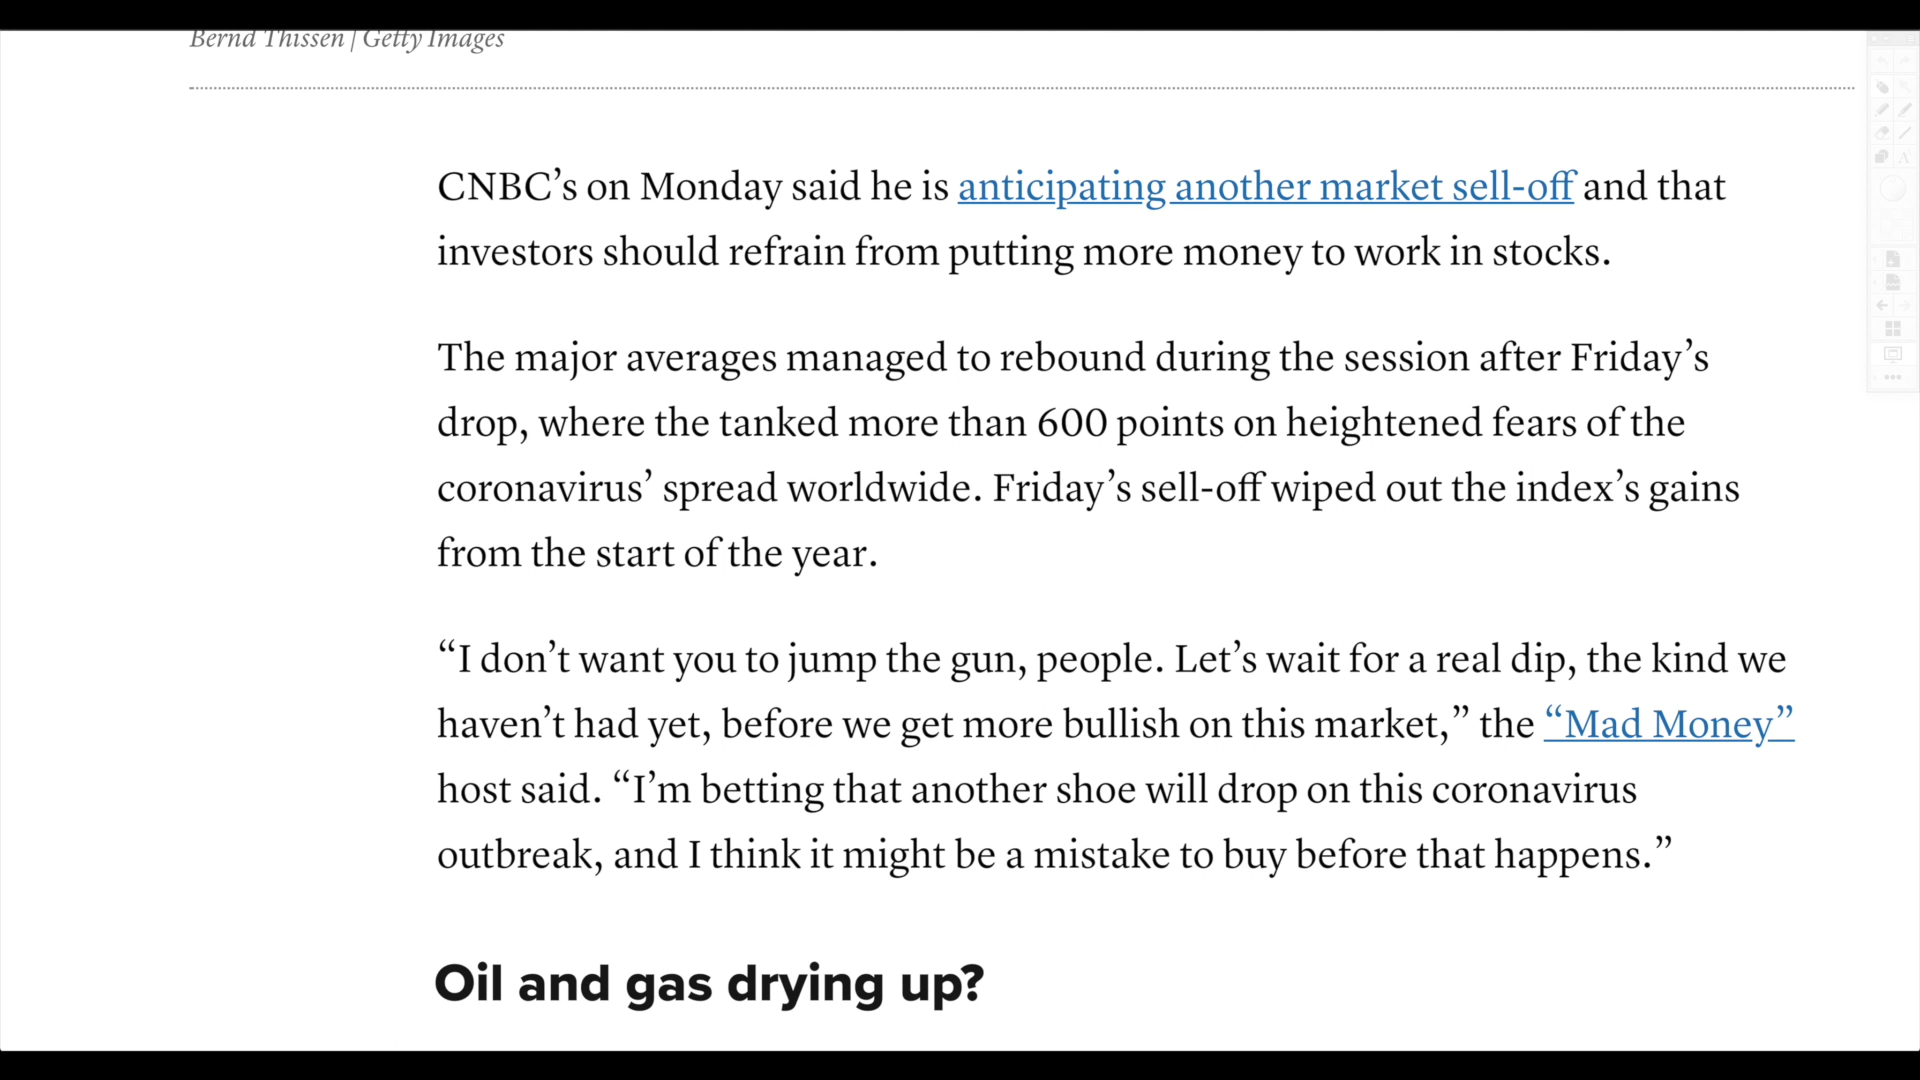 Bernd Thissen | Getty Images
CNBC’s on Monday said he is anticipating another market sell-off and that
investors should refrain from putting more money to work in stocks.
The major averages managed to rebound during the session after Friday’s
drop, where the tanked more than 600 points on heightened fears of the
coronavirus’ spread worldwide. Friday’s sell-off wiped out the index’s gains
from the start of the year.
“I don’t want you to jump the gun, people. Let’s wait for a real dip, the kind we
haven’t had yet, before we get more bullish on this market,” the “Mad Money”
host said. “I’m betting that another shoe will drop on this coronavirus
outbreak, and I think it might be a mistake to buy before that happens.”
Oil and gas drying up?